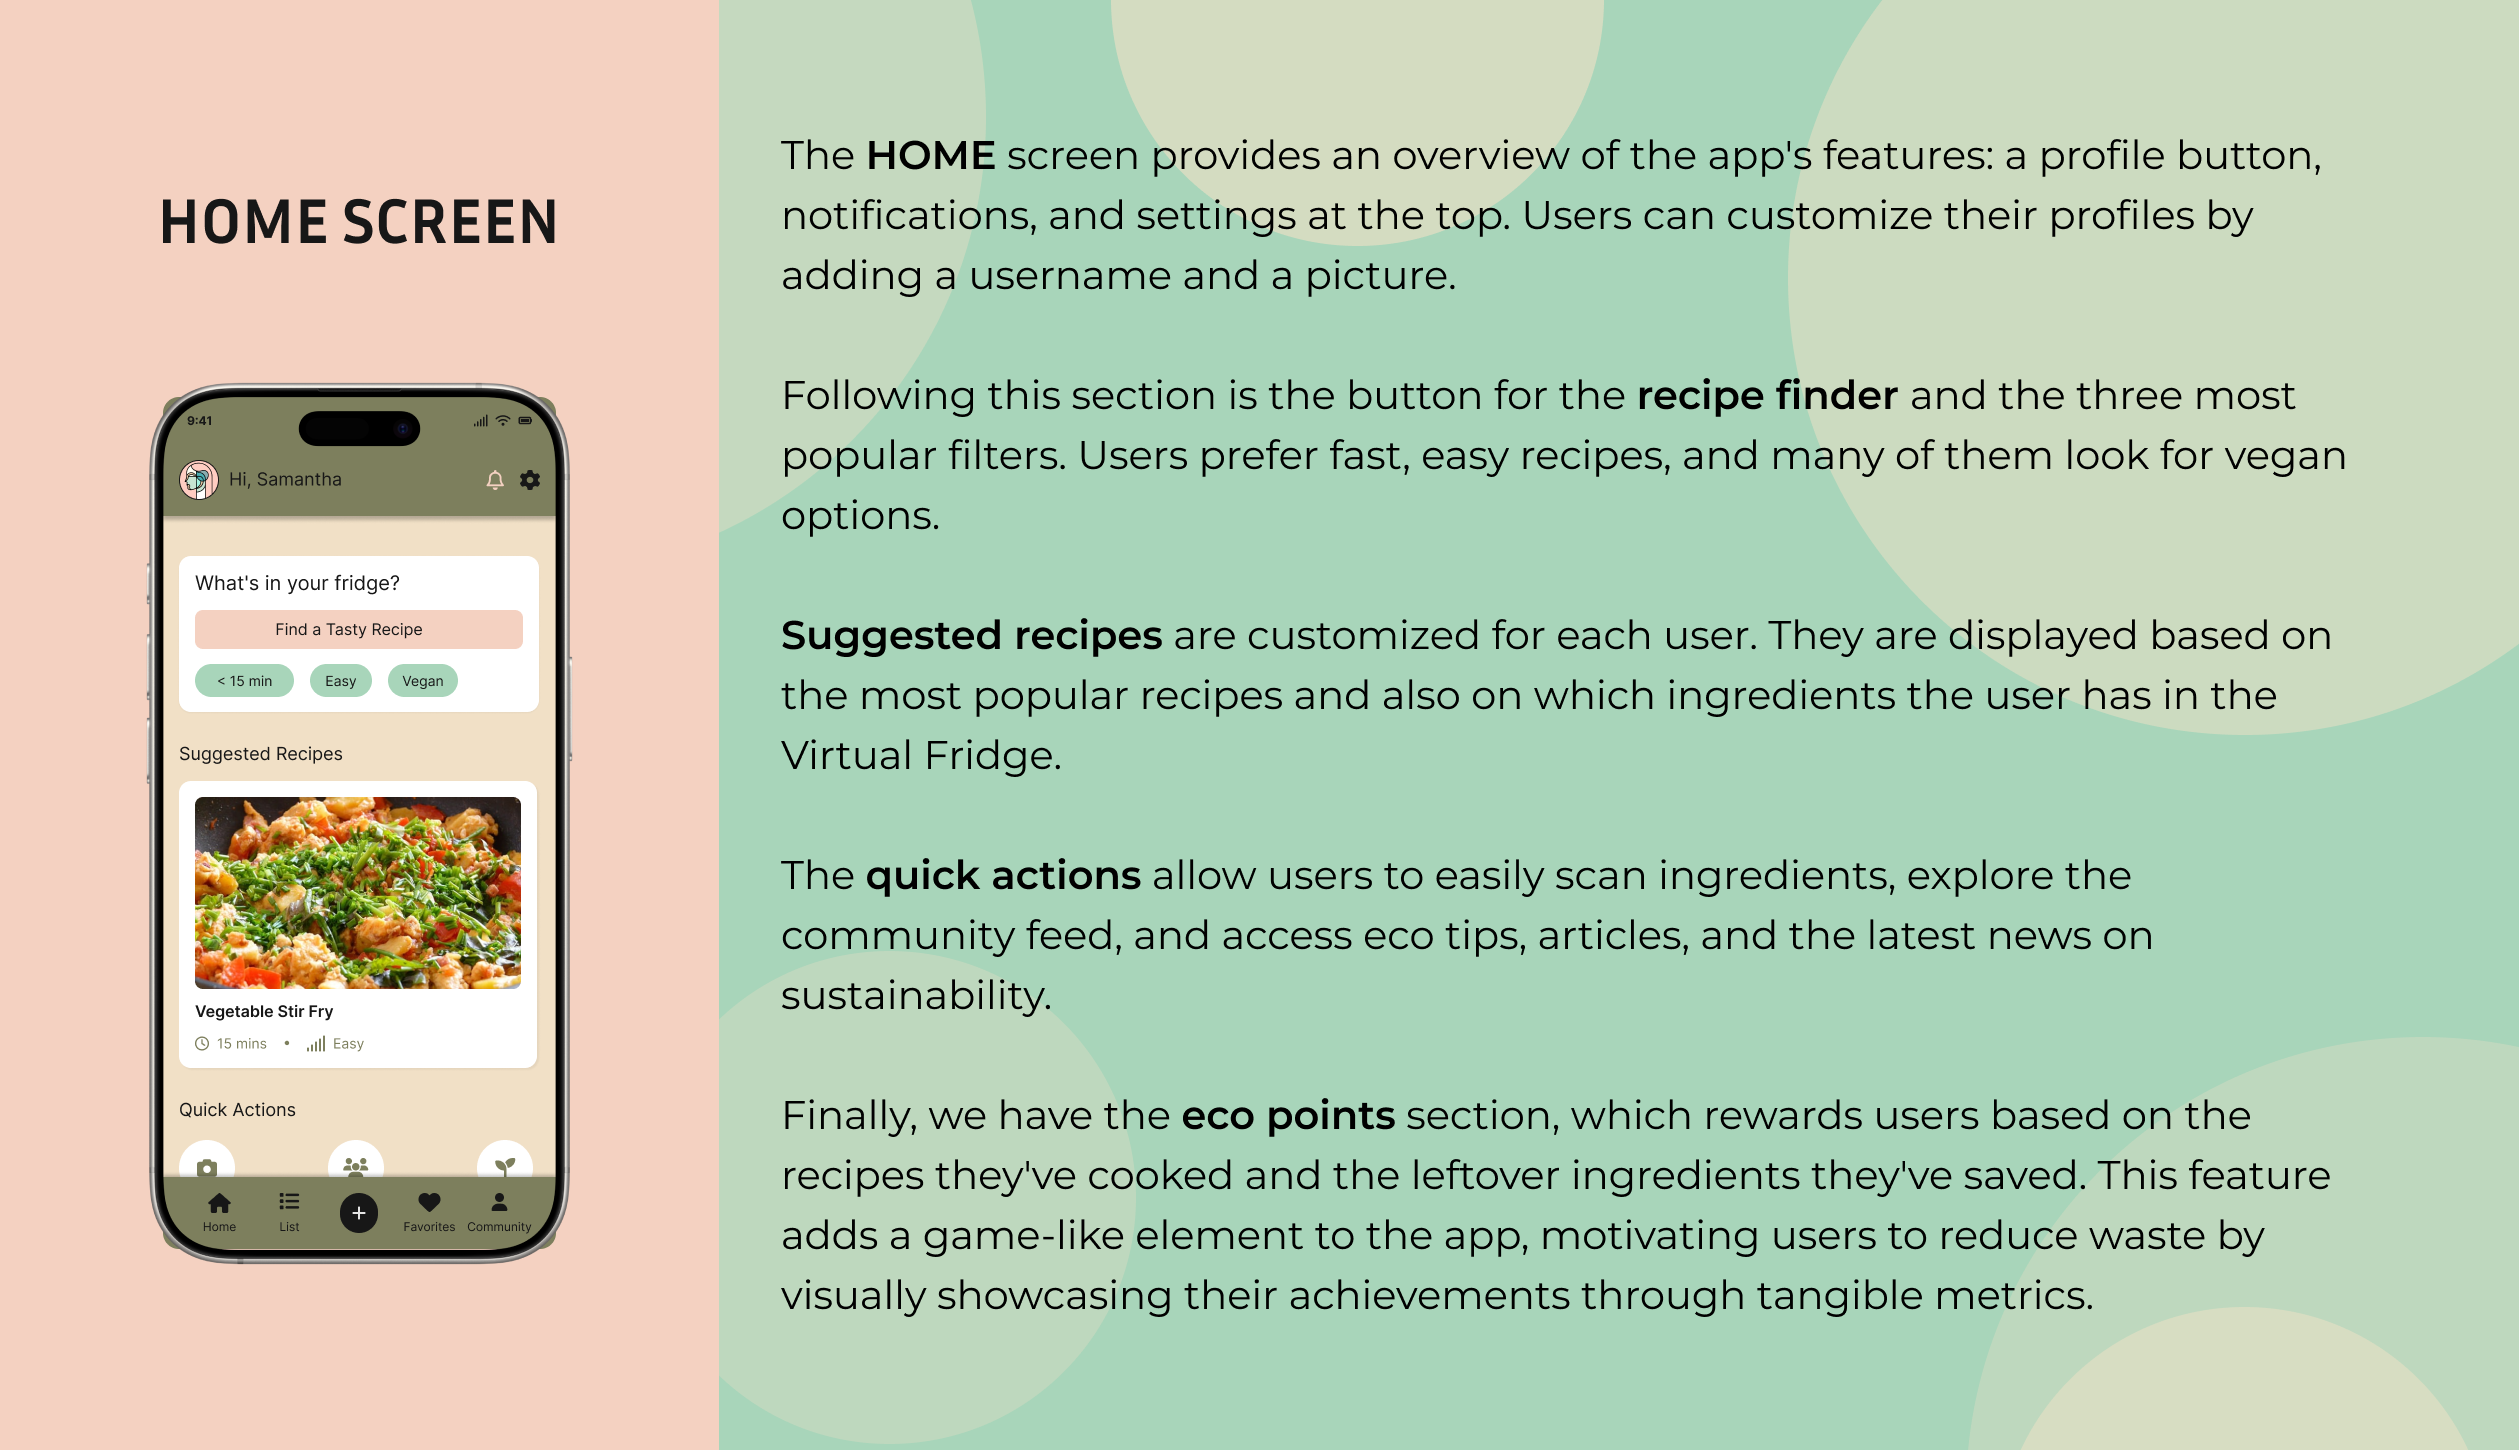 HOME SCREEN
9:41
Hi, Samantha
What's in your fridge?
Find a Tasty Recipe
< 15 min
Easy
Vegan
Suggested Recipes
Vegetable Stir Fry
15 mins • Easy
Quick Actions
Home
List
Favorites
Community
The HOME screen provides an overview of the app's features: a profile button,
notifications, and settings at the top. Users can customize their profiles by
adding a username and a picture.
Following this section is the button for the recipe finder and the three most
popular filters. Users prefer fast, easy recipes, and many of them look for vegan
options.
Suggested recipes are customized for each user. They are displayed based on
the most popular recipes and also on which ingredients the user has in the
Virtual Fridge.
The quick actions allow users to easily scan ingredients, explore the
community feed, and access eco tips, articles, and the latest news on
sustainability.
Finally, we have the eco points section, which rewards users based on the
recipes they've cooked and the leftover ingredients they've saved. This feature
adds a game-like element to the app, motivating users to reduce waste by
visually showcasing their achievements through tangible metrics.